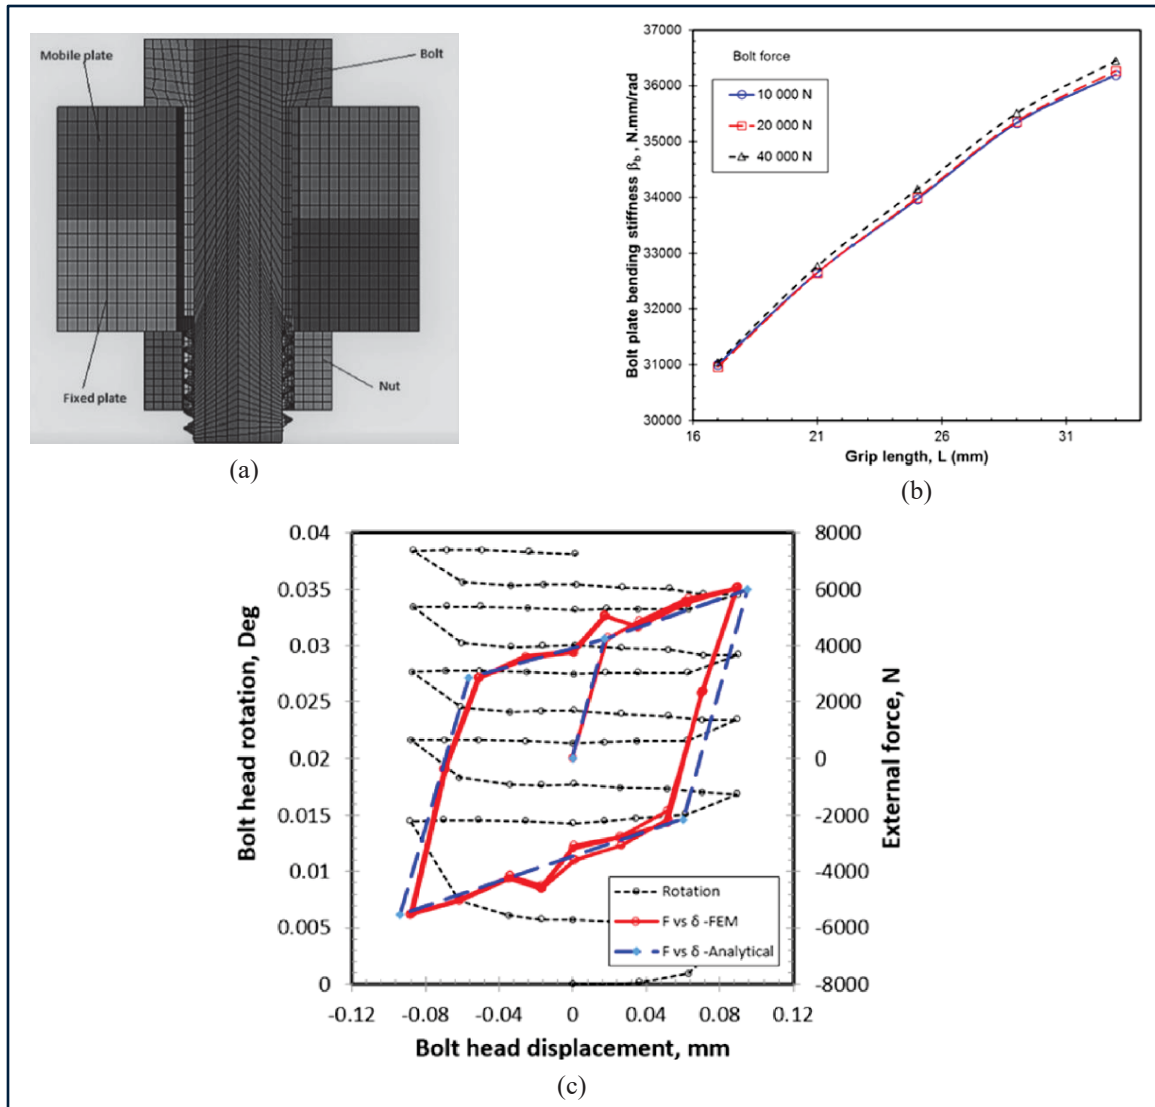 Mobile plate
Bolt
Fixed plate
Nut
(a)
Bolt plate bending stiffness βb , N.mm/rad
37000
36000
35000
34000
33000
32000
31000
30000
Bolt force
10 000 N
20 000 N
40 000 N
16
21
26
31
Grip length, L (mm)
(b)
Bolt head rotation, Deg
0.04
0.035
0.03
0.025
0.02
0.015
0.01
0.005
0
External force, N
8000
6000
4000
2000
0
-2000
-4000
-6000
-8000
Rotation
F vs δ -FEM
F vs δ -Analytical
-0.12
-0.08
-0.04
0
0.04
0.08
0.12
Bolt head displacement, mm
(c)